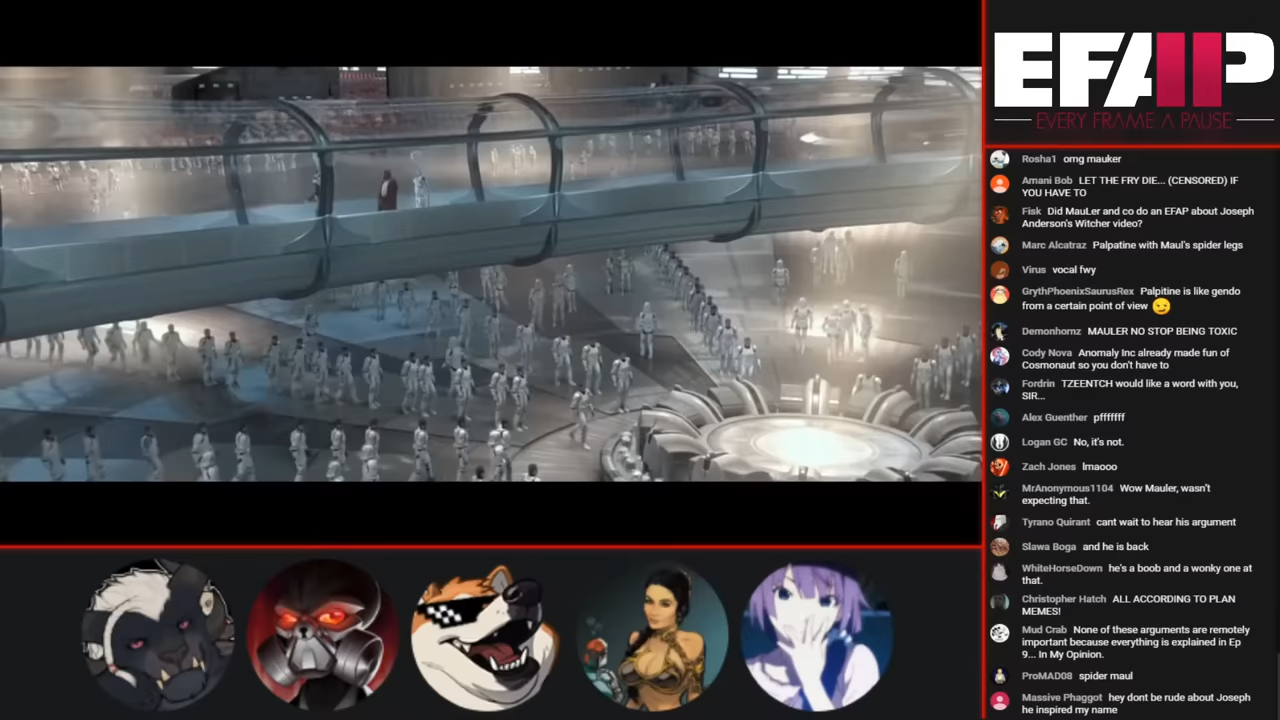 EFAP
EVERY FRAME A PAUSE
Rosha1 omg mauker
Amani Bob LET THE FRY DIE... (CENSORED) IF
YOU HAVE TO
Fisk Did MauLer and co do an EFAP about Joseph
Anderson's Witcher video?
Marc Alcatraz Palpatine with Maul's spider legs
Virus vocal fwy
GrythPhoenixSaurusRex Palpitine is like gendo
from a certain point of view 😏
Demonhornz MAULER NO STOP BEING TOXIC
Cody Nova Anomaly Inc already made fun of
Cosmonaut so you don't have to
Fordrin TZEENTCH would like a word with you,
SIR...
Alex Guenther pfffffff
Logan GC No, it's not.
Zach Jones lmaooo
MrAnonymous1104 Wow Mauler, wasn't
expecting that.
Tyrano Quirant cant wait to hear his argument
Slawa Boga and he is back
WhiteHorseDown he's a boob and a wonky one at
that.
Christopher Hatch ALL ACCORDING TO PLAN
MEMES!
Mud Crab None of these arguments are remotely
important because everything is explained in Ep
9... In My Opinion.
ProMAD08 spider maul
Massive Phaggot hey dont be rude about Joseph
he inspired my name